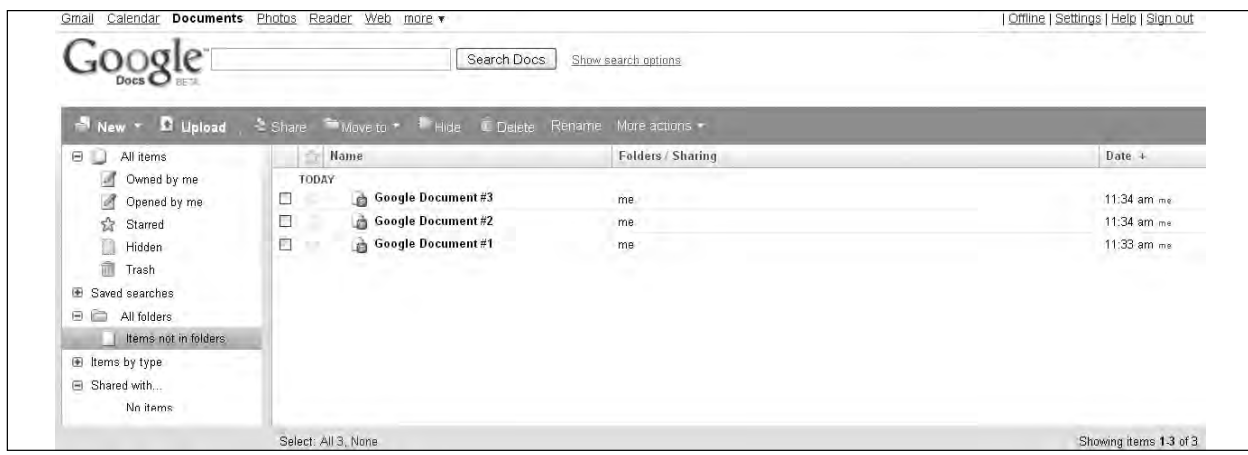 Gmail Calendar Documents Photos Reader Web more ▼ | Offline | Settings | Help | Sign out
Google Docs BETA Search Docs Show search options
New Upload Share Move to Hide Delete Rename More actions
All items
Owned by me
Opened by me
Starred
Hidden
Trash
Saved searches
All folders
Items not in folders
Items by type
Shared with...
No items
Name Folders / Sharing Date
TODAY
Google Document #3 me 11:34 am me
Google Document #2 me 11:34 am me
Google Document #1 me 11:33 am me
Select: All 3, None Showing items 1-3 of 3